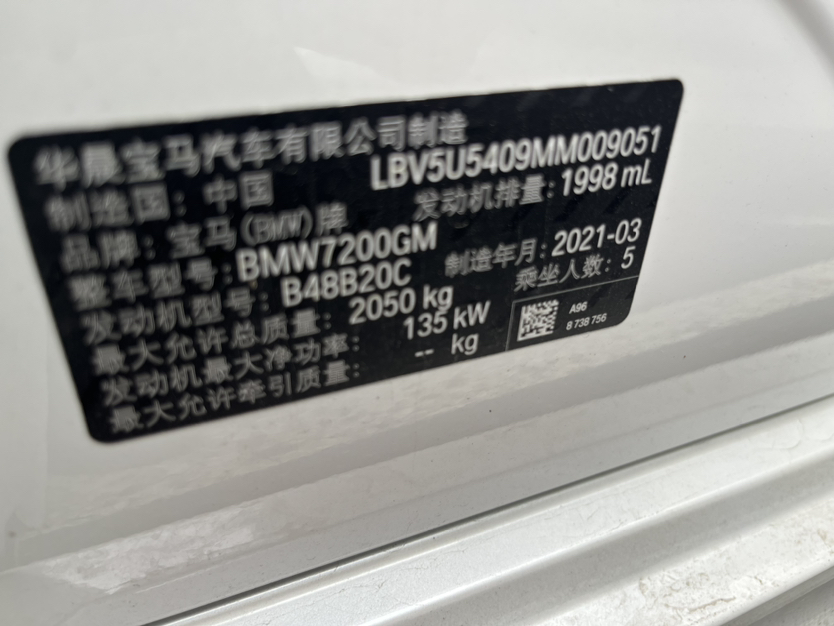 华晨宝马汽车有限公司制造
LBV5U5409MM009051
制造国：中国
发动机排量：1998 mL
品牌：宝马(BMW)牌
整车型号：BMW7200GM
制造年月：2021-03
发动机型号：B48B20C
乘坐人数：5
最大允许总质量：2050 kg
发动机最大净功率：135 kW
最大允许牵引质量：-- kg
A96
8 738 756